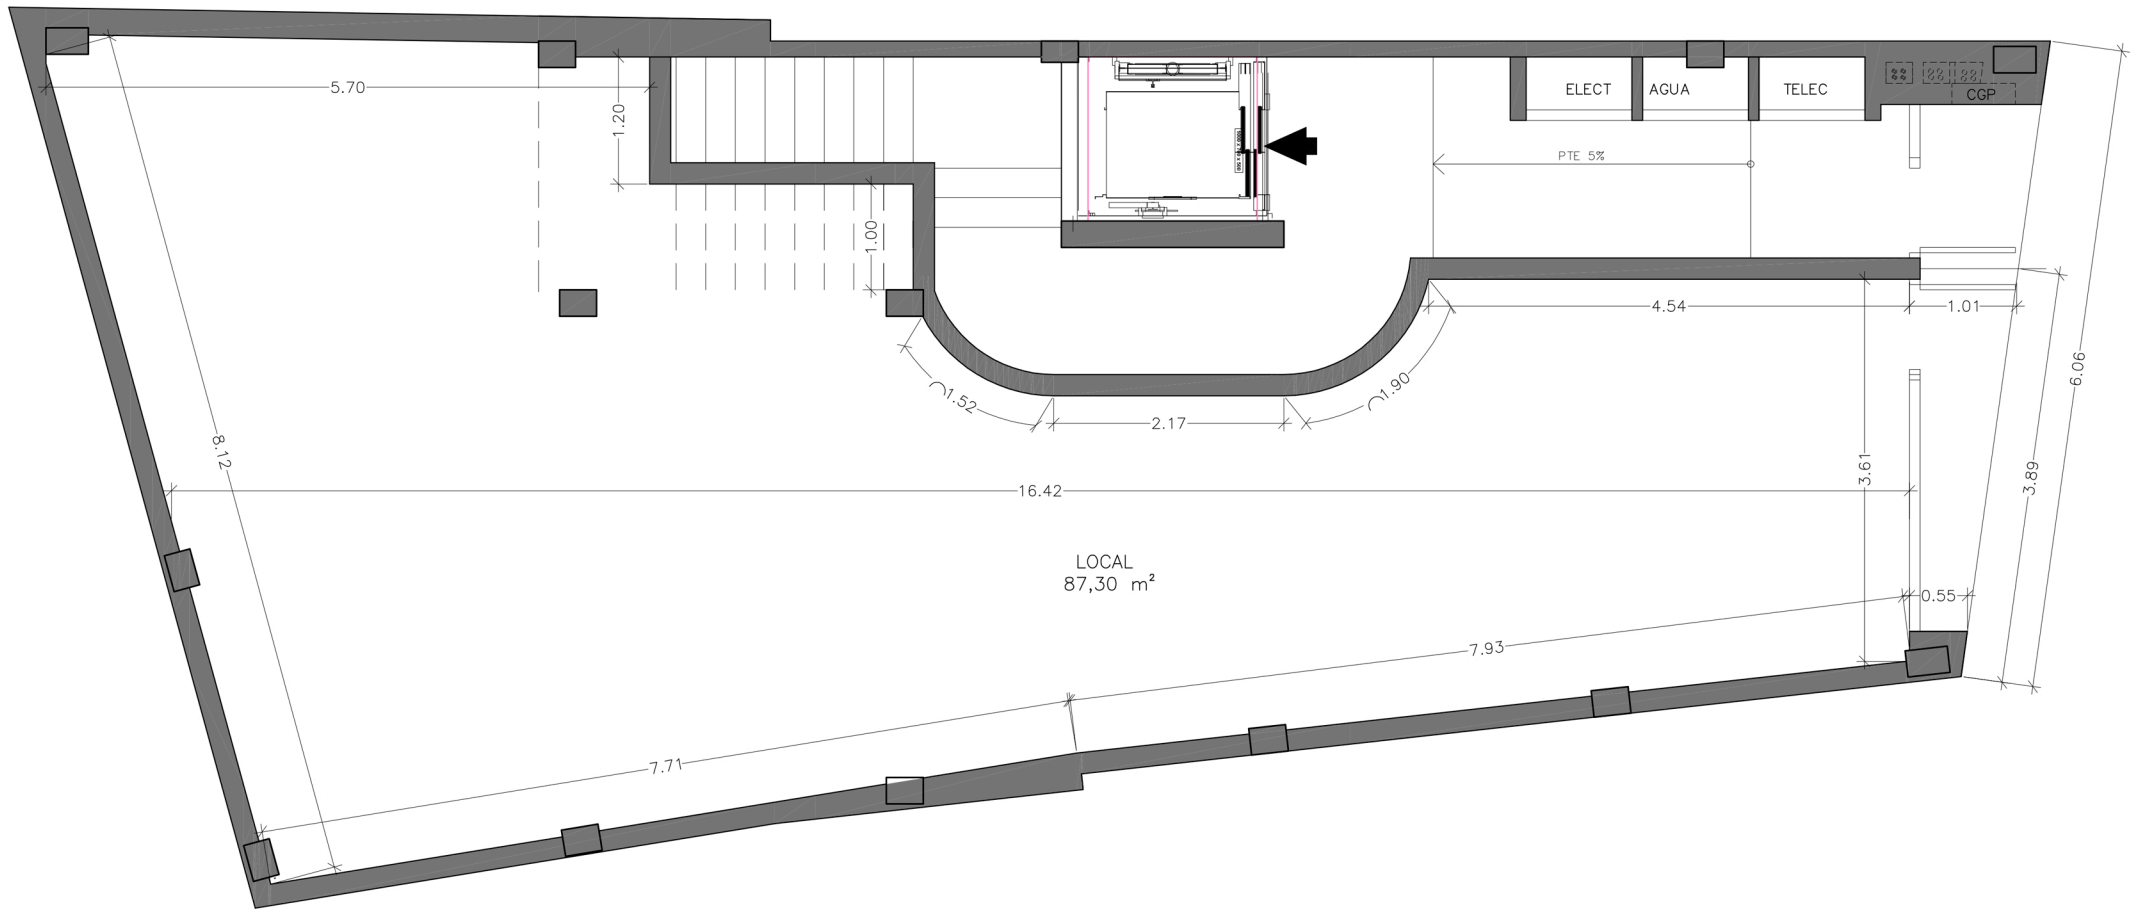 5.70
1.20
ELECT
AGUA
TELEC
CGP
PTE 5%
1.00
4.54
1.01
6.06
1.52
2.17
1.90
8.12
16.42
3.61
3.89
LOCAL
87,30 m²
0.55
7.93
7.71